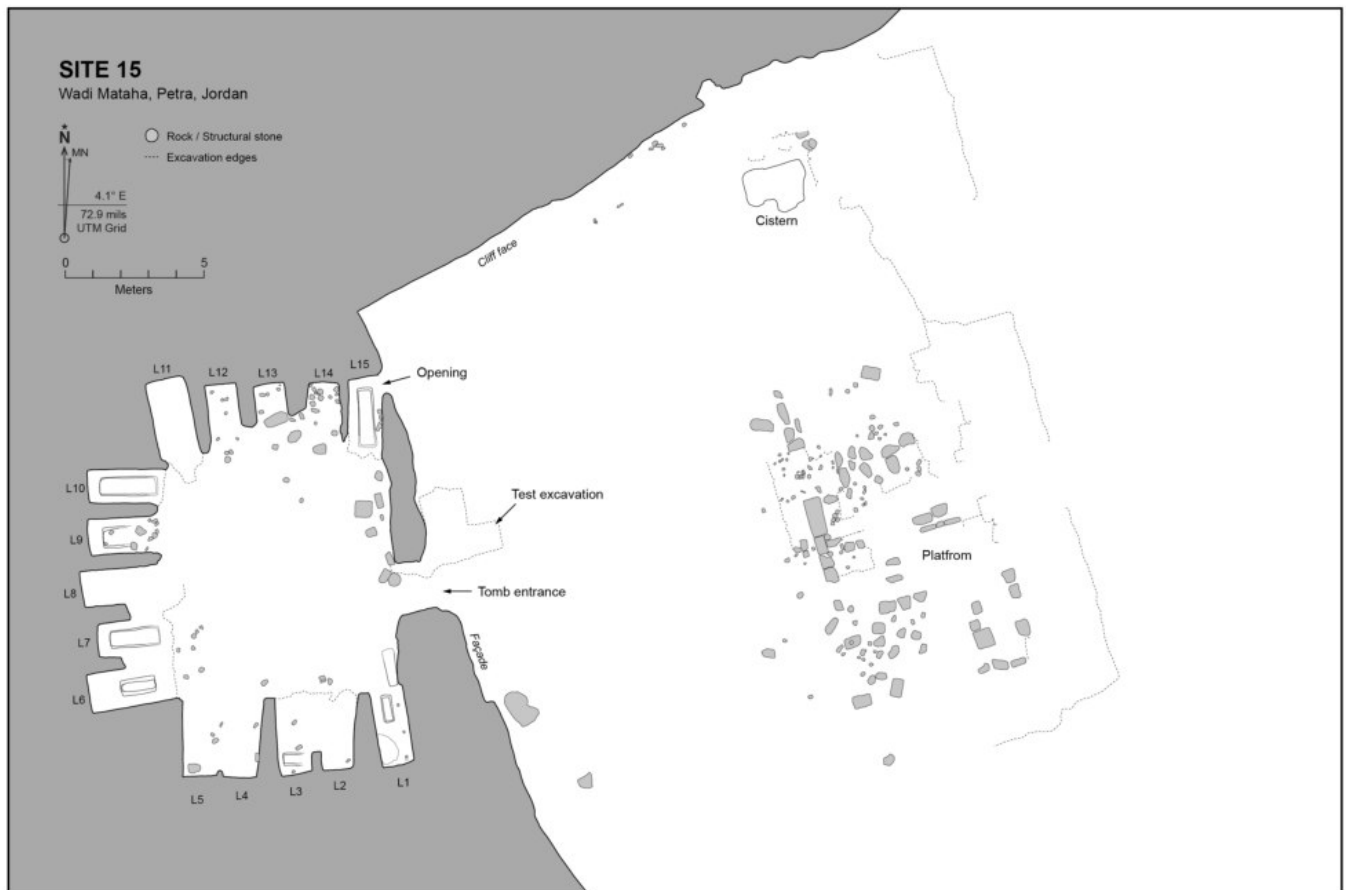 SITE 15
Wadi Mataha, Petra, Jordan
N
MN
4.1° E
72.9 mils
UTM Grid
0 5
Meters
Rock / Structural stone
Excavation edges
Cliff face
Cistern
L11
L12
L13
L14
L15
Opening
L10
L9
L8
L7
L6
Test excavation
Tomb entrance
Platfrom
Façade
L5
L4
L3
L2
L1